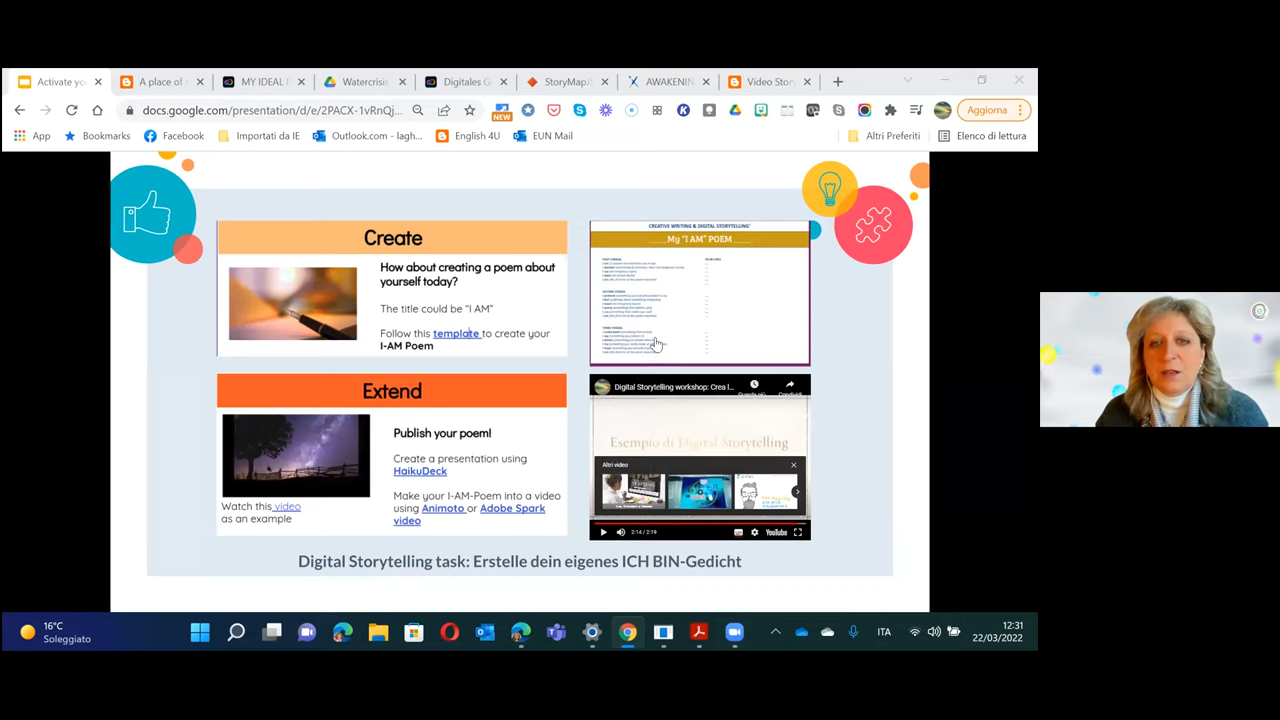 Activate yo
A place of
MY IDEAL
Watercrisis
Digitales G
StoryMapJS
AWAKENIN
Video Stor
docs.google.com/presentation/d/e/2PACX-1vRnQj...
NEW
Aggiorna
App
Bookmarks
Facebook
Importati da IE
Outlook.com - lagh...
English 4U
EUN Mail
Altri Preferiti
Elenco di lettura
Create
How about creating a poem about
yourself today?
The title could be "I AM"
Follow this template to create your
I-AM Poem
CREATIVE WRITING & DIGITAL STORYTELLING
My "I AM" POEM
Extend
Publish your poem!
Create a presentation using
HaikuDeck
Make your I-AM-Poem into a video
using Animoto or Adobe Spark
video
Watch this video
as an example
Digital Storytelling workshop: Crea l...
Guarda più
Condividi
Esempio di Digital Storytelling
Altri video
2:14 / 2:19
YouTube
Digital Storytelling task: Erstelle dein eigenes ICH BIN-Gedicht
16°C
Soleggiato
ITA
12:31
22/03/2022